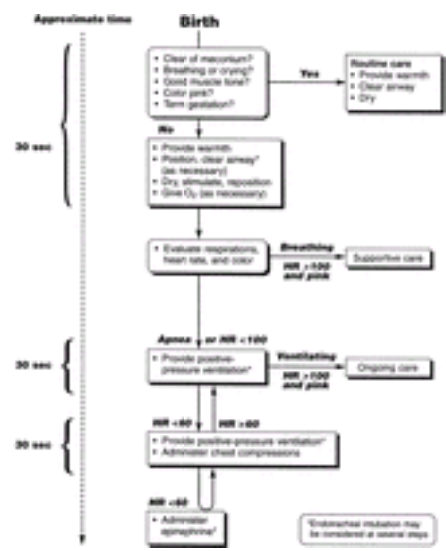 Approximate time
Birth
• Clear of meconium?
• Breathing or crying?
• Good muscle tone?
• Color pink?
• Term gestation?
Yes
Routine care
• Provide warmth
• Clear airway
• Dry
No
30 sec
• Provide warmth
• Position, clear airway*
(as necessary)
• Dry, stimulate, reposition
• Give O₂ (as necessary)
• Evaluate respirations,
heart rate, and color
Breathing
HR >100
and pink
Supportive care
Apnea or HR <100
30 sec
• Provide positive-
pressure ventilation*
Ventilating
HR >100
and pink
Ongoing care
HR <60
HR >60
30 sec
• Provide positive-pressure ventilation*
• Administer chest compressions
HR <60
• Administer
epinephrine*
*Endotracheal intubation may
be considered at several steps